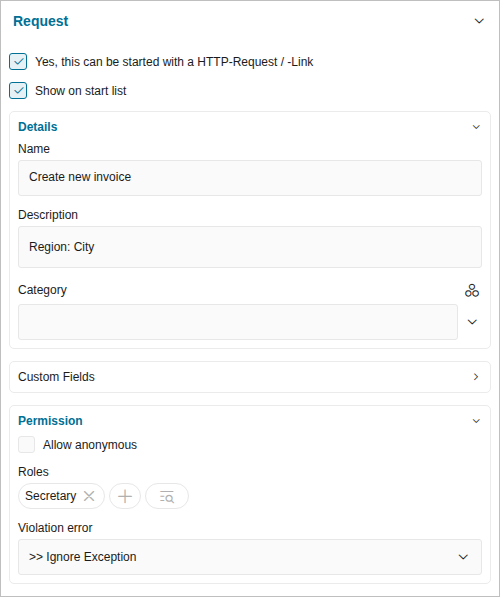 Request
Yes, this can be started with a HTTP-Request / -Link
Show on start list
Details
Name
Create new invoice
Description
Region: City
Category
Custom Fields
Permission
Allow anonymous
Roles
Secretary
Violation error
>> Ignore Exception